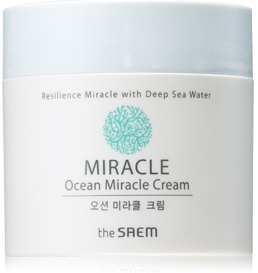 Resilience Miracle with Deep Sea Water
MIRACLE
Ocean Miracle Cream
오션 미라클 크림
the SAEM